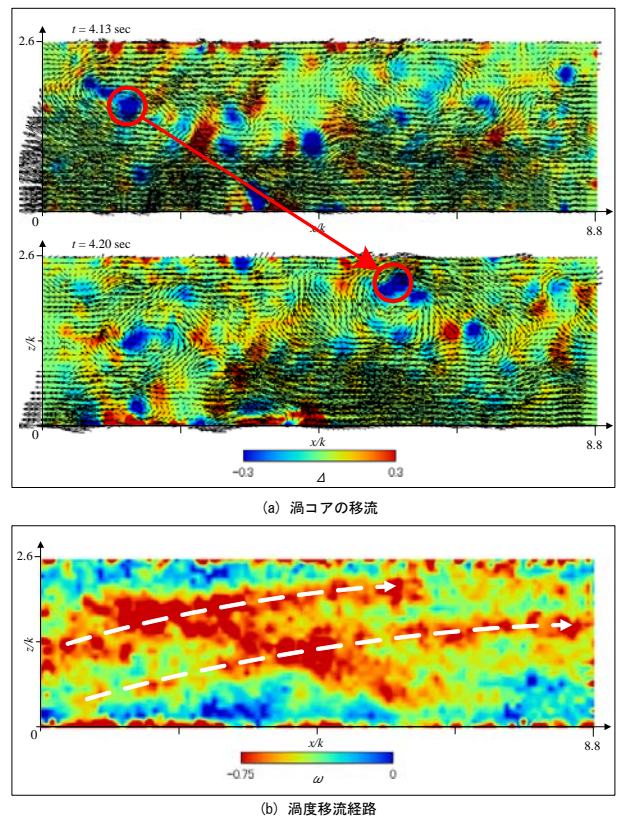 t = 4.13 sec
2.6
0
x/k
8.8
t = 4.20 sec
2.6
z/k
0
x/k
8.8
−0.3 0.3
Δ
(a) 渦コアの移流
2.6
z/k
0
x/k
8.8
−0.75 0
ω
(b) 渦度移流経路